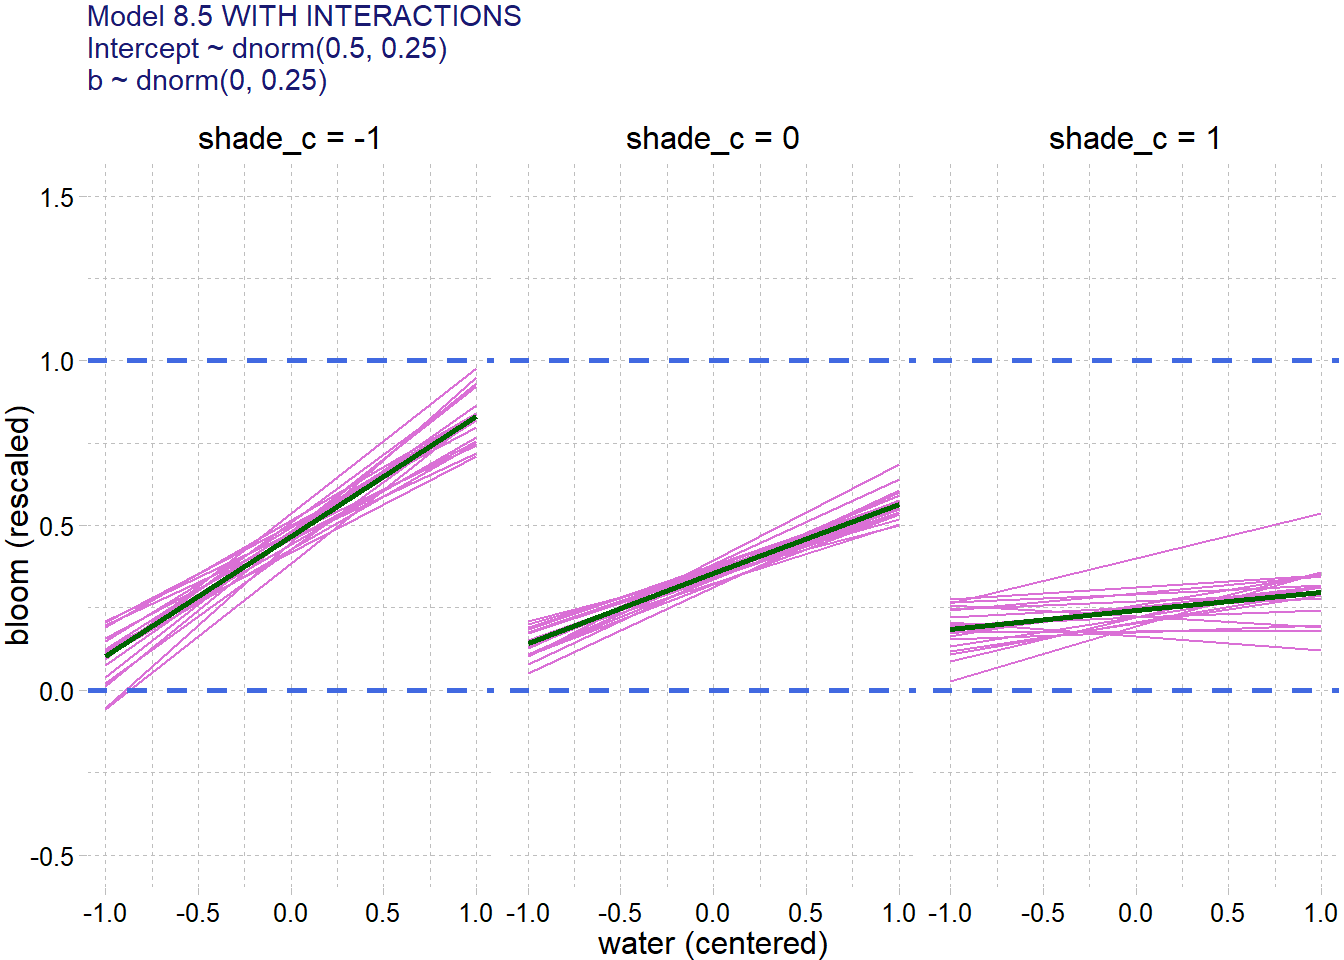 Model 8.5 WITH INTERACTIONS
Intercept ~ dnorm(0.5, 0.25)
b ~ dnorm(0, 0.25)
shade_c = -1 shade_c = 0 shade_c = 1
1.5
1.0
0.5
0.0
-0.5
bloom (rescaled)
-1.0 -0.5 0.0 0.5 1.0 -1.0 -0.5 0.0 0.5 1.0 -1.0 -0.5 0.0 0.5 1.0
water (centered)